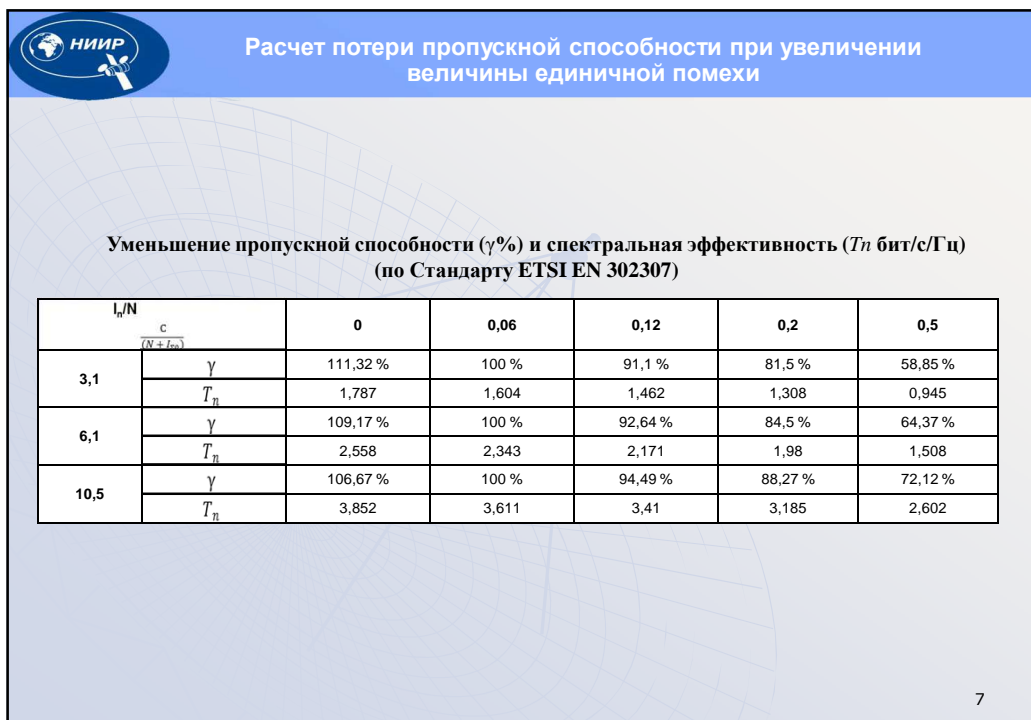 НИИР
Расчет потери пропускной способности при увеличении
величины единичной помехи
Уменьшение пропускной способности (γ%) и спектральная эффективность (Tn бит/с/Гц)
(по Стандарту ETSI EN 302307)
Iₙ/N
c/(N + Iₜₙ) 0 0,06 0,12 0,2 0,5
3,1 γ 111,32 % 100 % 91,1 % 81,5 % 58,85 %
Tₙ 1,787 1,604 1,462 1,308 0,945
6,1 γ 109,17 % 100 % 92,64 % 84,5 % 64,37 %
Tₙ 2,558 2,343 2,171 1,98 1,508
10,5 γ 106,67 % 100 % 94,49 % 88,27 % 72,12 %
Tₙ 3,852 3,611 3,41 3,185 2,602
7